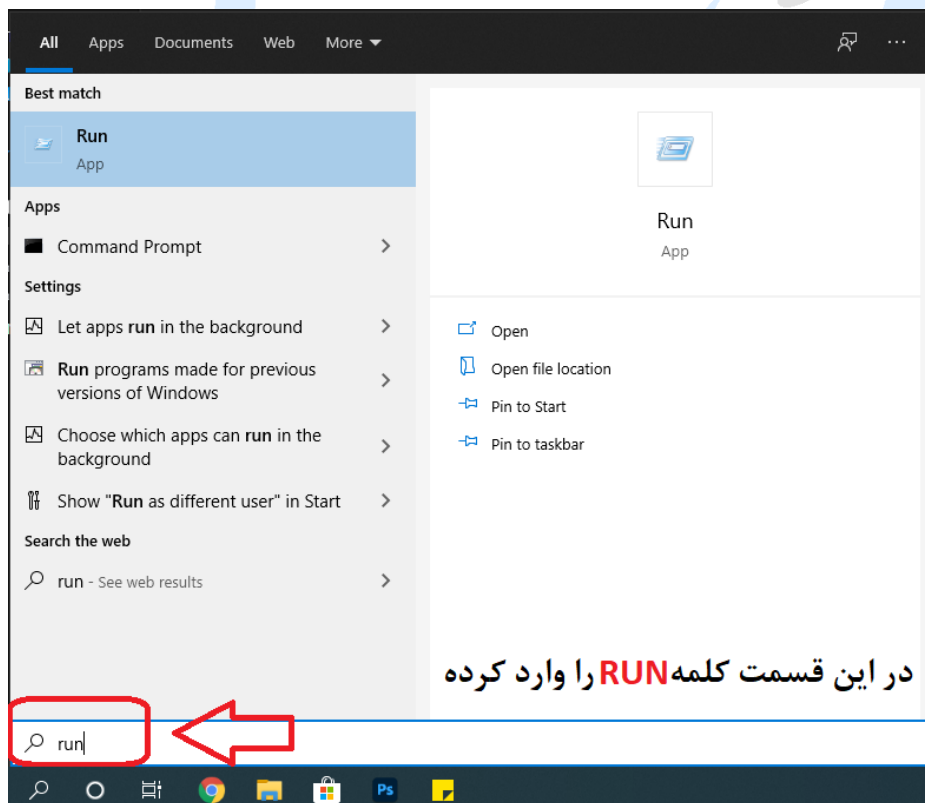 All Apps Documents Web More
Best match
Run
App
Apps
Command Prompt
Settings
Let apps run in the background
Run programs made for previous
versions of Windows
Choose which apps can run in the
background
Show "Run as different user" in Start
Search the web
run - See web results
Run
App
Open
Open file location
Pin to Start
Pin to taskbar
در این قسمت کلمه RUN را وارد کرده
run
Ps